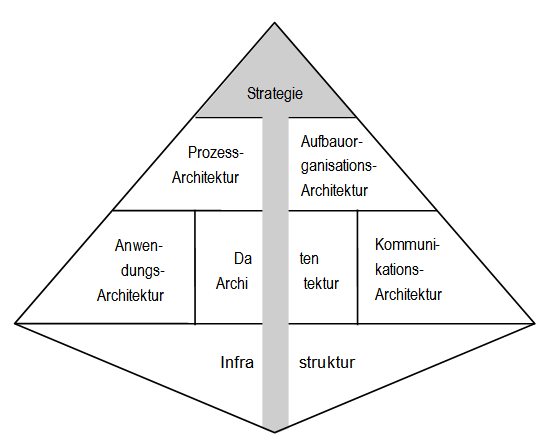 Strategie
Prozess-
Architektur
Aufbauor-
ganisations-
Architektur
Anwen-
dungs-
Architektur
Da ten
Archi tektur
Kommuni-
kations-
Architektur
Infra struktur